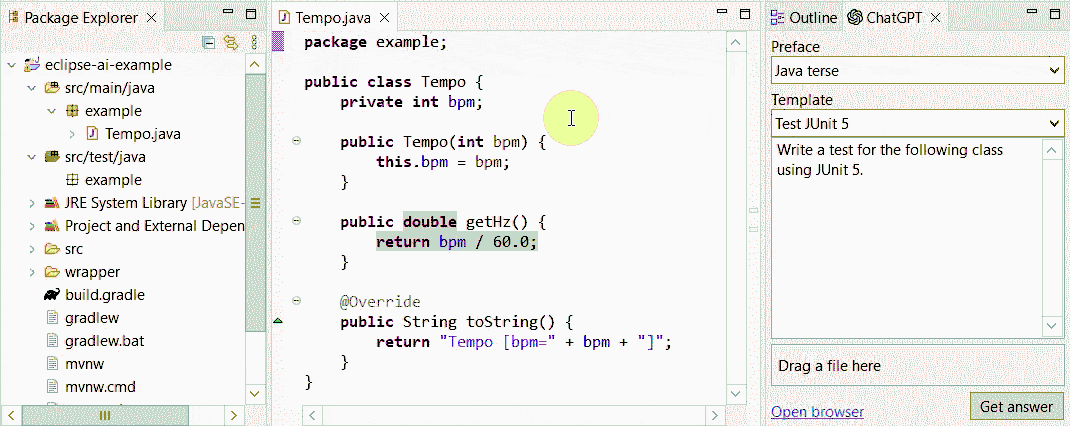 Package Explorer
eclipse-ai-example
src/main/java
example
Tempo.java
src/test/java
example
JRE System Library [JavaSE-
Project and External Depen
src
wrapper
build.gradle
gradlew
gradlew.bat
mvnw
mvnw.cmd
Tempo.java
package example;
public class Tempo {
private int bpm;
public Tempo(int bpm) {
this.bpm = bpm;
}
public double getHz() {
return bpm / 60.0;
}
@Override
public String toString() {
return "Tempo [bpm=" + bpm + "]";
}
}
Outline
ChatGPT
Preface
Java terse
Template
Test JUnit 5
Write a test for the following class
using JUnit 5.
Drag a file here
Open browser
Get answer